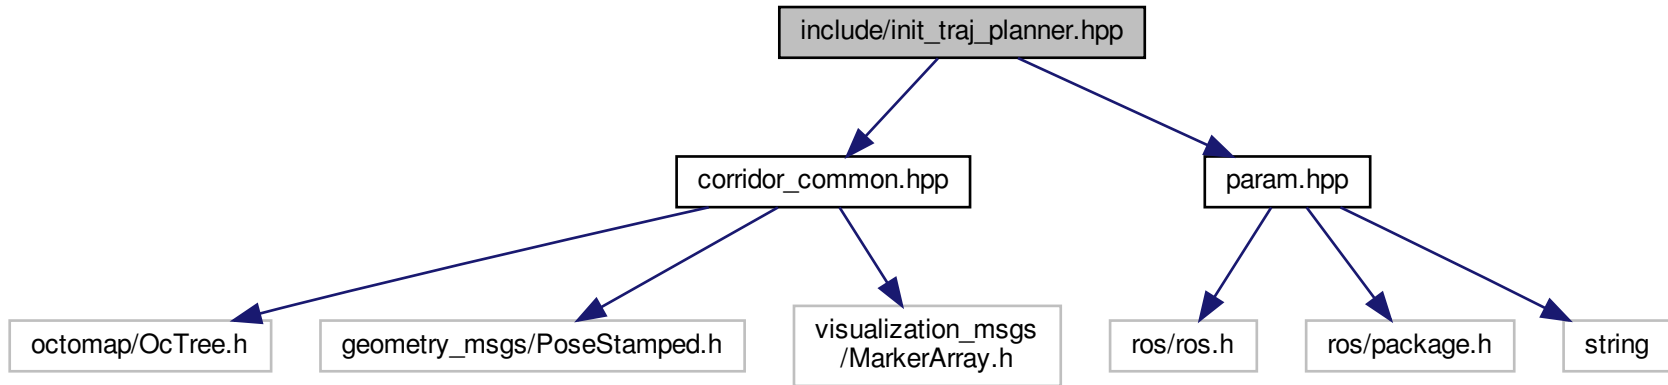 include/init_traj_planner.hpp
corridor_common.hpp
param.hpp
octomap/OcTree.h
geometry_msgs/PoseStamped.h
visualization_msgs
/MarkerArray.h
ros/ros.h
ros/package.h
string